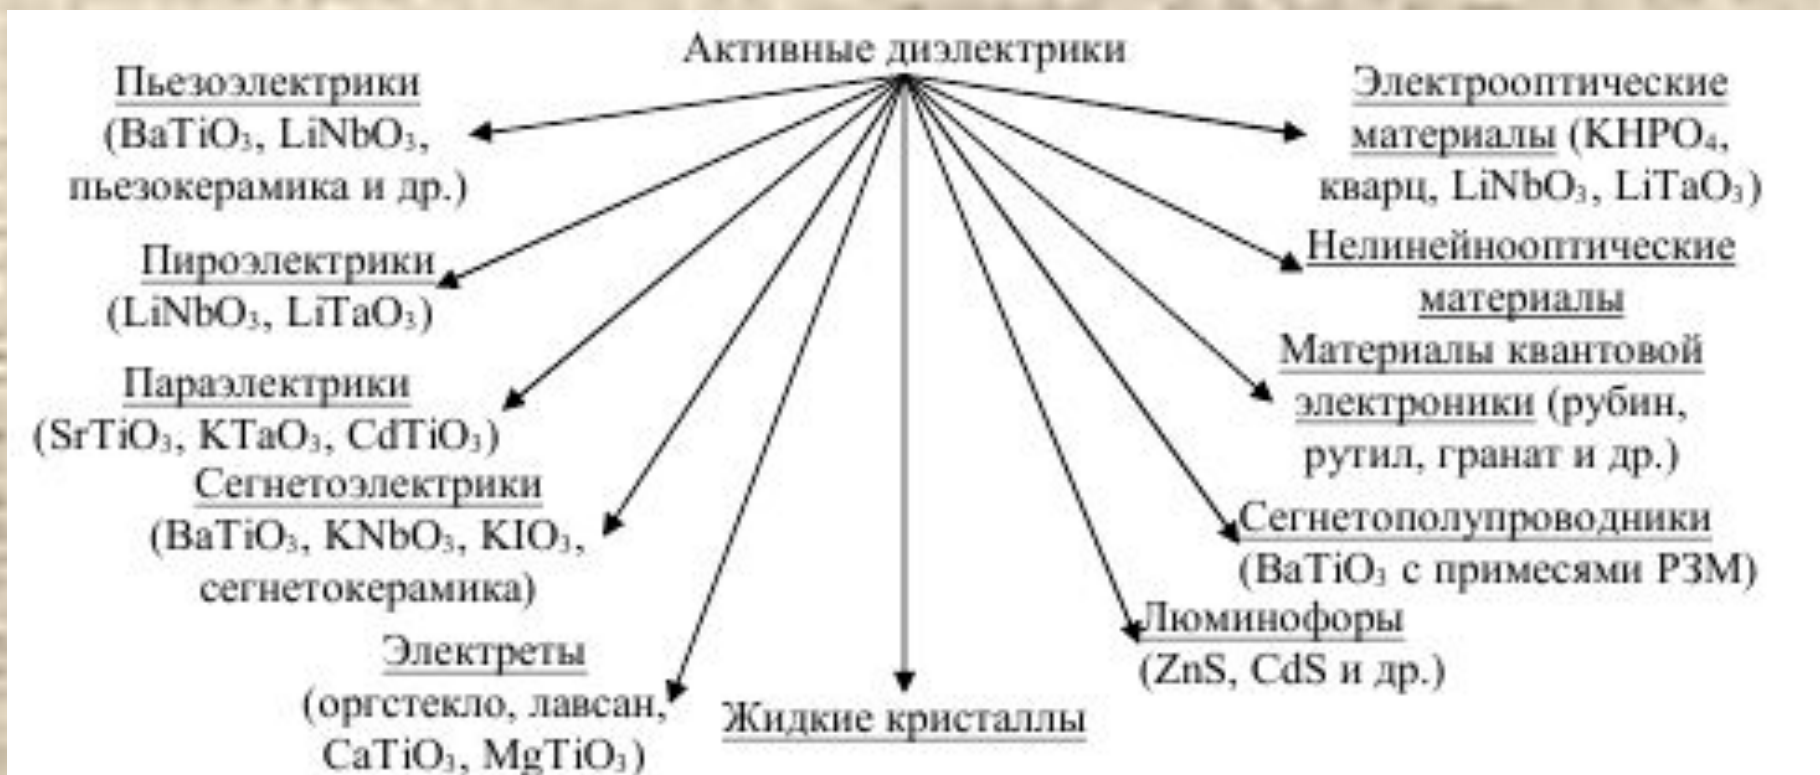 Активные диэлектрики
Пьезоэлектрики
(BaTiO₃, LiNbO₃,
пьезокерамика и др.)
Пироэлектрики
(LiNbO₃, LiTaO₃)
Параэлектрики
(SrTiO₃, KTaO₃, CdTiO₃)
Сегнетоэлектрики
(BaTiO₃, KNbO₃, KIO₃,
сегнетокерамика)
Электреты
(оргстекло, лавсан,
CaTiO₃, MgTiO₃)
Жидкие кристаллы
Электрооптические
материалы (KHPO₄,
кварц, LiNbO₃, LiTaO₃)
Нелинейнооптические
материалы
Материалы квантовой
электроники (рубин,
рутил, гранат и др.)
Сегнетополупроводники
(BaTiO₃ с примесями РЗМ)
Люминофоры
(ZnS, CdS и др.)